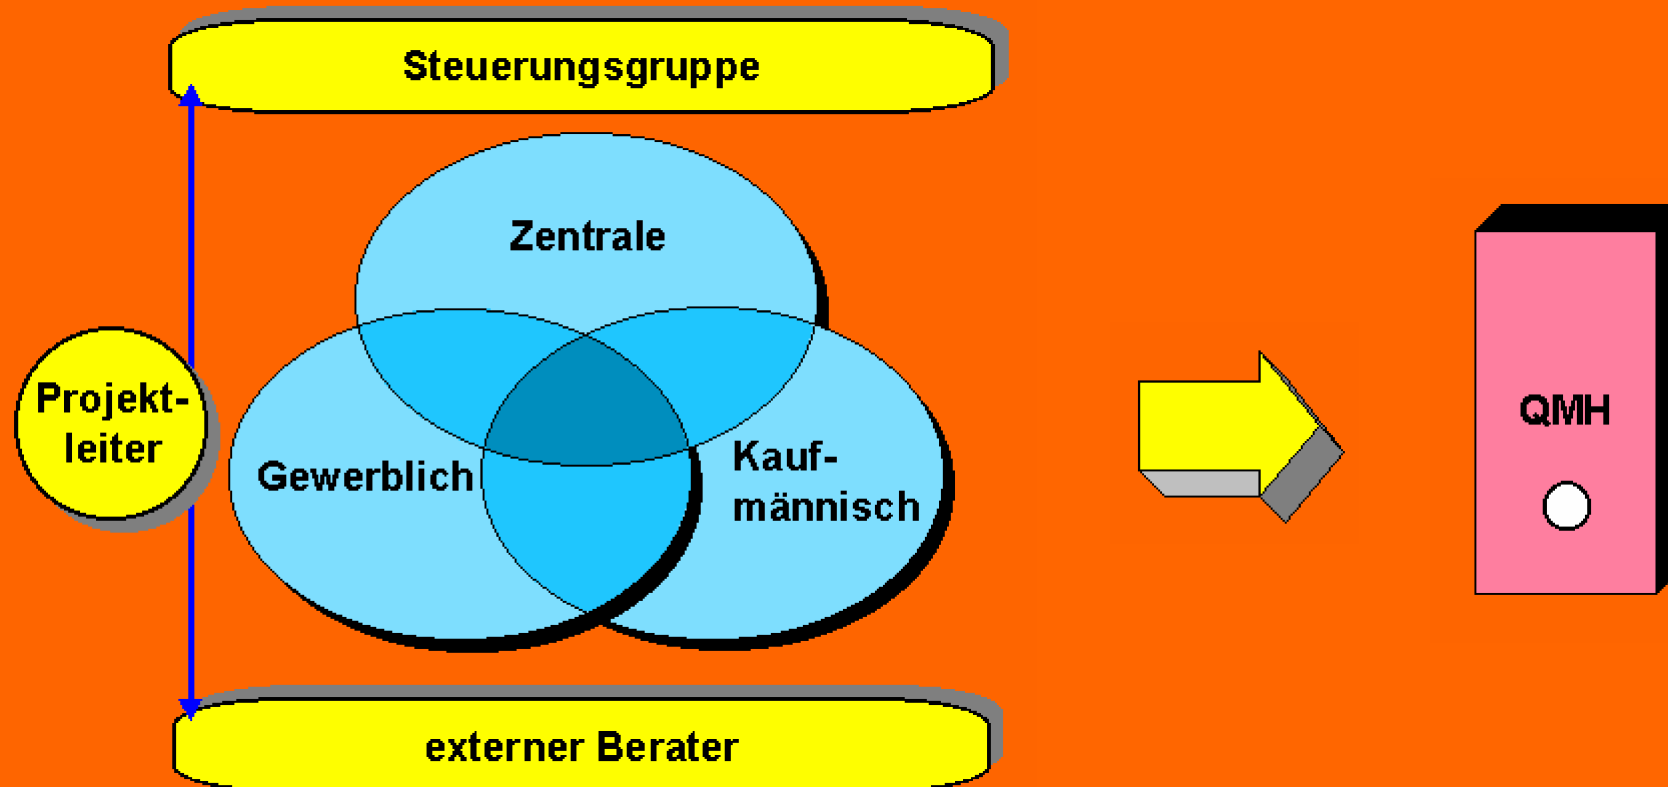 Steuerungsgruppe
Zentrale
Projekt-
leiter
Gewerblich
Kauf-
männisch
QMH
externer Berater